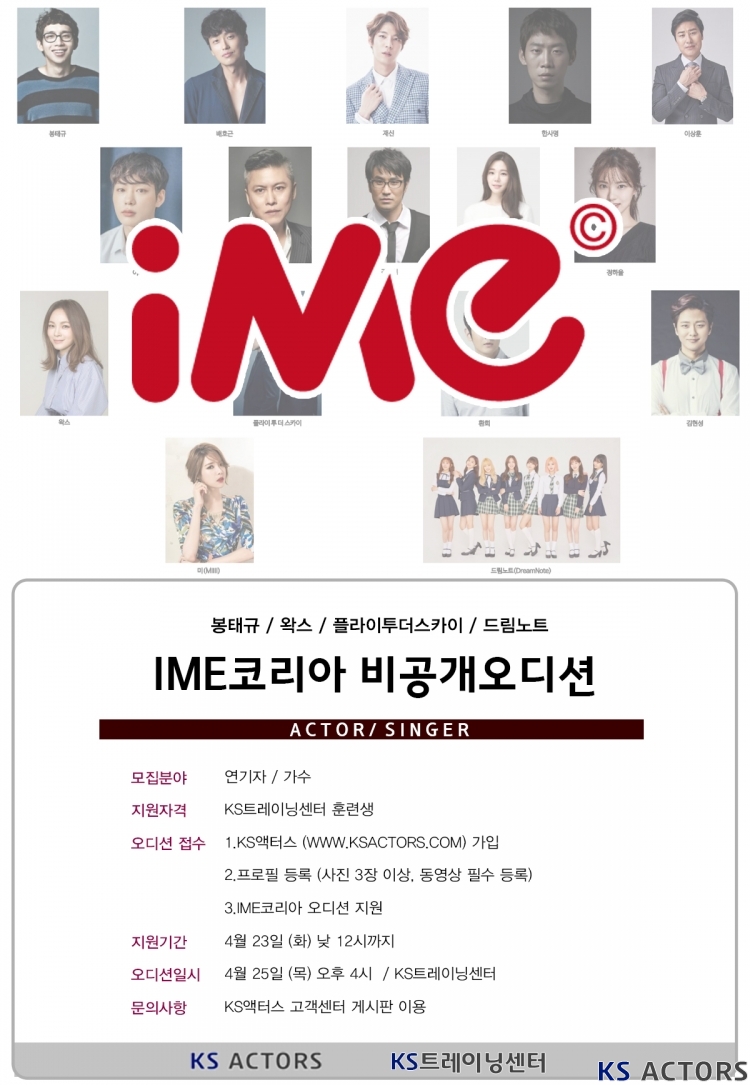 봉태규
배호근
재신
한사명
이상훈
iMe©
정하율
왁스
플라이 투 더 스카이
환희
김현성
미(MIIII)
드림노트(DreamNote)
봉태규 / 왁스 / 플라이투더스카이 / 드림노트
IME코리아 비공개오디션
ACTOR/ SINGER
모집분야 연기자 / 가수
지원자격 KS트레이닝센터 훈련생
오디션 접수 1.KS액터스 (WWW.KSACTORS.COM) 가입
2.프로필 등록 (사진 3장 이상, 동영상 필수 등록)
3.IME코리아 오디션 지원
지원기간 4월 23일 (화) 낮 12시까지
오디션일시 4월 25일 (목) 오후 4시 / KS트레이닝센터
문의사항 KS액터스 고객센터 게시판 이용
KS ACTORS KS트레이닝센터 KS ACTORS